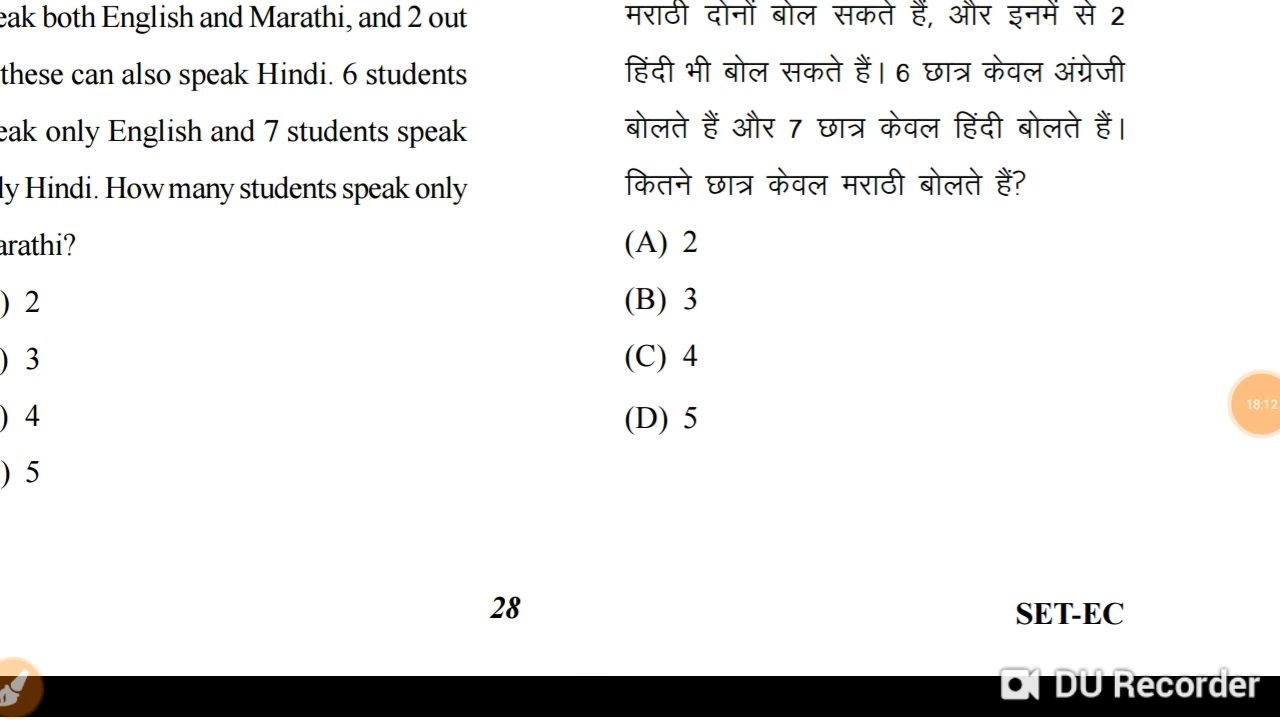 eak both English and Marathi, and 2 out
these can also speak Hindi. 6 students
eak only English and 7 students speak
ly Hindi. How many students speak only
arathi?
) 2
) 3
) 4
) 5
मराठी दोनों बोल सकते हैं, और इनमें से 2
हिंदी भी बोल सकते हैं। 6 छात्र केवल अंग्रेजी
बोलते हैं और 7 छात्र केवल हिंदी बोलते हैं।
कितने छात्र केवल मराठी बोलते हैं?
(A) 2
(B) 3
(C) 4
(D) 5
18:12
28
SET-EC
DU Recorder